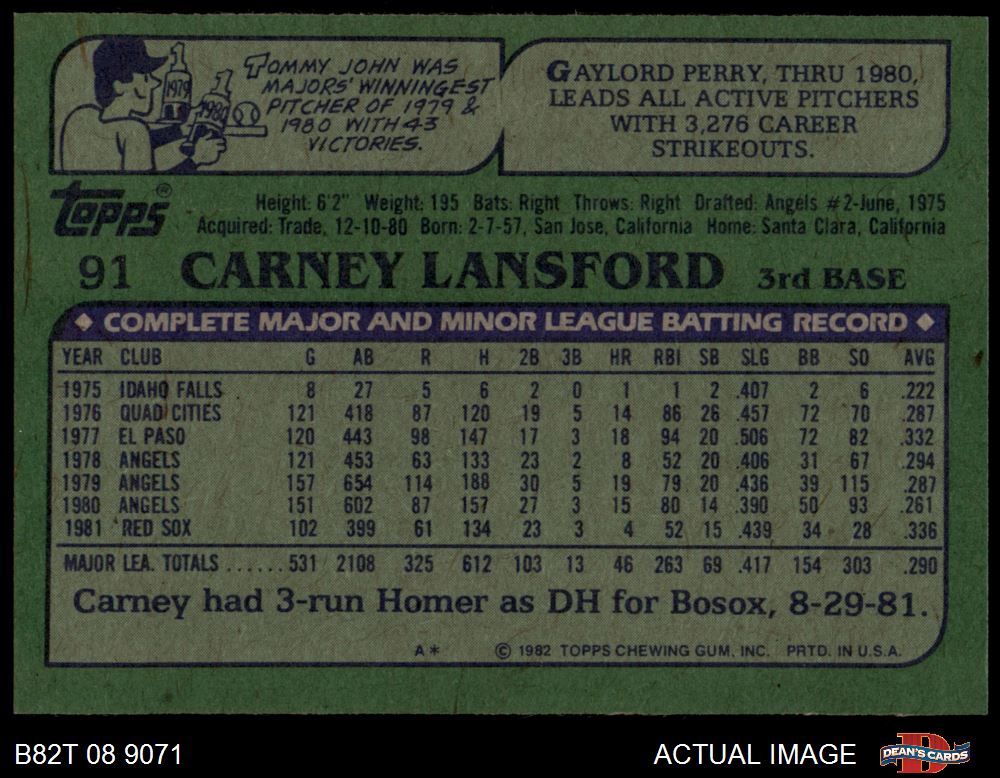 1979
1980
TOMMY JOHN WAS
MAJORS' WINNINGEST
PITCHER OF 1979 &
1980 WITH 43
VICTORIES.
GAYLORD PERRY, THRU 1980,
LEADS ALL ACTIVE PITCHERS
WITH 3,276 CAREER
STRIKEOUTS.
Topps®
Height: 6'2" Weight: 195 Bats: Right Throws: Right Drafted: Angels #2-June, 1975
Acquired: Trade, 12-10-80 Born: 2-7-57, San Jose, California Home: Santa Clara, California
91 CARNEY LANSFORD 3rd BASE
◆ COMPLETE MAJOR AND MINOR LEAGUE BATTING RECORD ◆
YEAR CLUB G AB R H 2B 3B HR RBI SB SLG BB SO AVG
1975 IDAHO FALLS 8 27 5 6 2 0 1 1 2 .407 2 6 .222
1976 QUAD CITIES 121 418 87 120 19 5 14 86 26 .457 72 70 .287
1977 EL PASO 120 443 98 147 17 3 18 94 20 .506 72 82 .332
1978 ANGELS 121 453 63 133 23 2 8 52 20 .406 31 67 .294
1979 ANGELS 157 654 114 188 30 5 19 79 20 .436 39 115 .287
1980 ANGELS 151 602 87 157 27 3 15 80 14 .390 50 93 .261
1981 RED SOX 102 399 61 134 23 3 4 52 15 .439 34 28 .336
MAJOR LEA. TOTALS ...... 531 2108 325 612 103 13 46 263 69 .417 154 303 .290
Carney had 3-run Homer as DH for Bosox, 8-29-81.
A* © 1982 TOPPS CHEWING GUM, INC. PRTD. IN U.S.A.
B82T 08 9071 ACTUAL IMAGE D DEAN'S CARDS